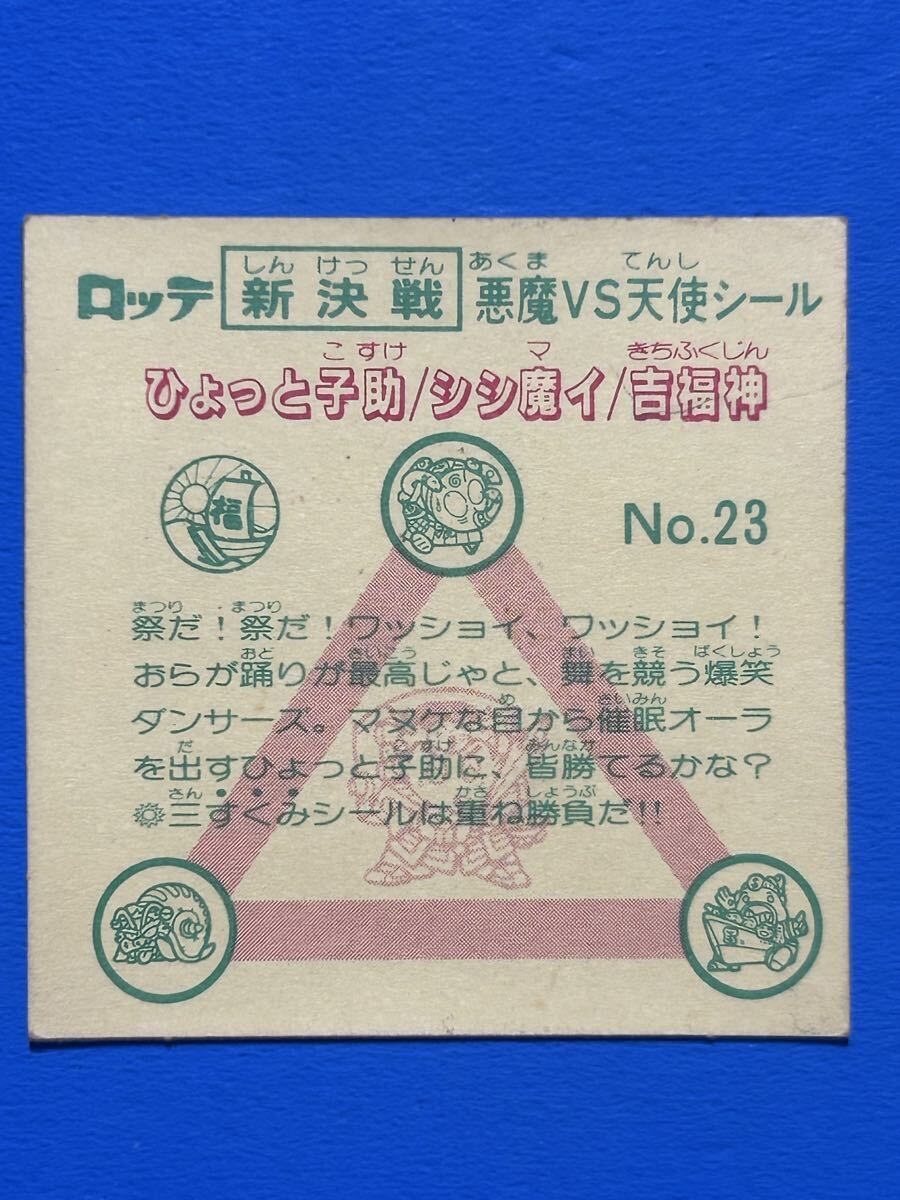 ロッテ 新決戦 悪魔VS天使シール
しん けっ せん あくま てんし
ひょっと子助/シシ魔イ/吉福神
こ すけ マ きちふくじん
福
No.23
祭だ！祭だ！ワッショイ、ワッショイ！
まつり まつり
おらが踊りが最高じゃと、舞を競う爆笑
おど さいこう まい きそ ばくしょう
ダンサーズ。マヌケな目から催眠オーラ
め さいみん
を出すひょっと子助に、皆勝てるかな？
だ こすけ みんなか
三すくみシールは重ね勝負だ!!
さん かさ しょうぶ